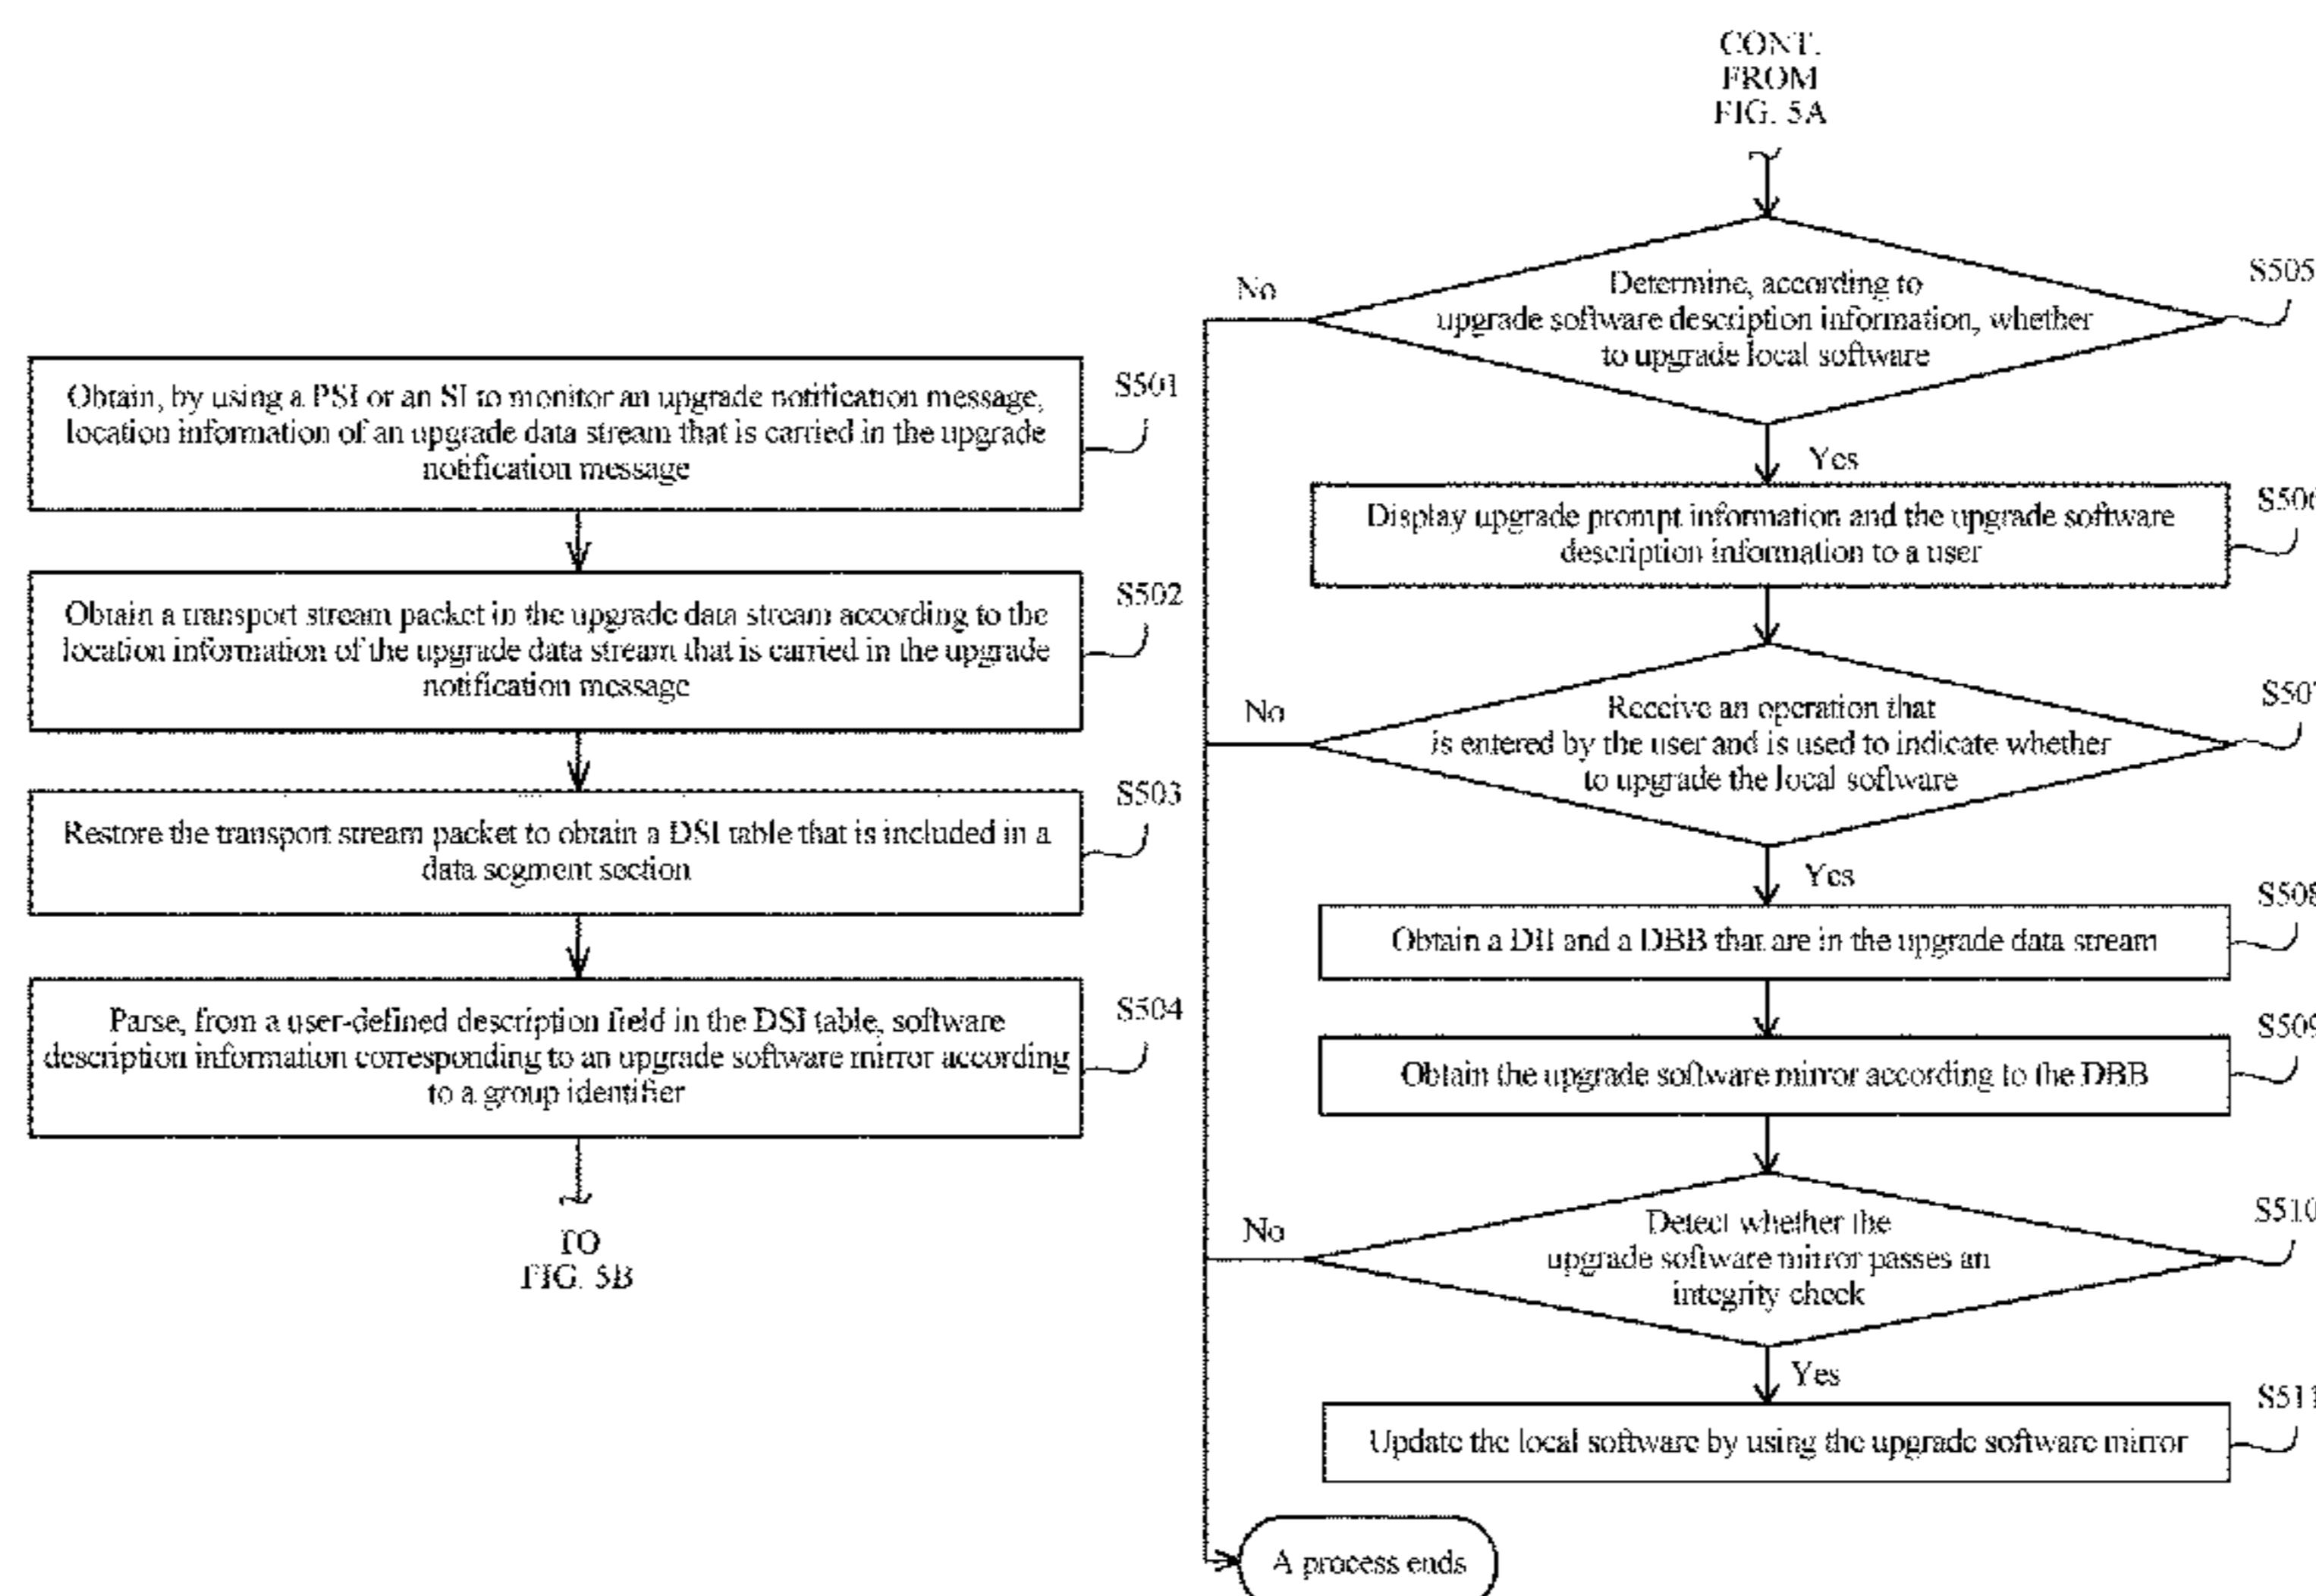 Obtain, by using a PSI or an SI to monitor an upgrade notification message,
location information of an upgrade data stream that is carried in the upgrade
notification message
S501
Obtain a transport stream packet in the upgrade data stream according to the
location information of the upgrade data stream that is carried in the upgrade
notification message
S502
Restore the transport stream packet to obtain a DSI table that is included in a
data segment section
S503
Parse, from a user-defined description field in the DSI table, software
description information corresponding to an upgrade software mirror according
to a group identifier
S504
TO
FIG. 5B
CONT.
FROM
FIG. 5A
Determine, according to
upgrade software description information, whether
to upgrade local software
S505
No
Yes
Display upgrade prompt information and the upgrade software
description information to a user
S506
Receive an operation that
is entered by the user and is used to indicate whether
to upgrade the local software
S507
No
Yes
Obtain a DII and a DBB that are in the upgrade data stream
S508
Obtain the upgrade software mirror according to the DBB
S509
Detect whether the
upgrade software mirror passes an
integrity check
S510
No
Yes
Update the local software by using the upgrade software mirror
S511
A process ends